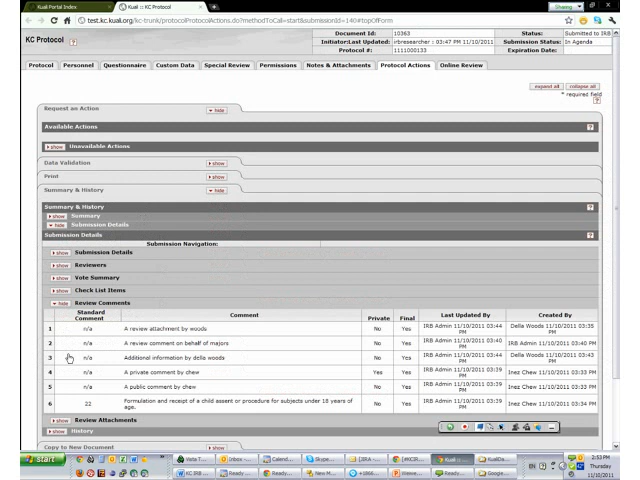 Kuali Portal Index
Kuali :: KC Protocol
Sharing
test.kc.kuali.org/kc-trunk/protocolProtocolActions.do?methodToCall=start&submissionId=140#topOfForm
KC Protocol
Document Id: 10363 Status: Submitted to IRB
Initiator:Last Updated: irbresearcher : 03:47 PM 11/10/2011 Submission Status: In Agenda
Protocol #: 1111000133 Expiration Date:
Protocol Personnel Questionnaire Custom Data Special Review Permissions Notes & Attachments Protocol Actions Online Review
expand all collapse all
* required field
Request an Action hide
Available Actions
show Unavailable Actions
Data Validation show
Print show
Summary & History hide
Summary & History
show Summary
hide Submission Details
Submission Details
Submission Navigation:
show Submission Details
show Reviewers
show Vote Summary
show Check List Items
hide Review Comments
Standard Comment Comment Private Final Last Updated By Created By
1 n/a A review attachment by woods No Yes IRB Admin 11/10/2011 03:44 PM Della Woods 11/10/2011 03:35 PM
2 n/a A review comment on behalf of majors No Yes IRB Admin 11/10/2011 03:44 PM IRB Admin 11/10/2011 03:40 PM
3 n/a Additional information by della woods No Yes IRB Admin 11/10/2011 03:44 PM Della Woods 11/10/2011 03:43 PM
4 n/a A private comment by chew Yes Yes IRB Admin 11/10/2011 03:39 PM Inez Chew 11/10/2011 03:33 PM
5 n/a A public comment by chew No Yes IRB Admin 11/10/2011 03:39 PM Inez Chew 11/10/2011 03:33 PM
6 22 Formulation and receipt of a child assent or procedure for subjects under 18 years of age. No Yes IRB Admin 11/10/2011 03:39 PM Inez Chew 11/10/2011 03:34 PM
show Review Attachments
show History
Copy to New Document show
start Inbox - Calend... Skype... Kuali :: ... KualiDa... 2:53 PM
KC IRB ... Ready ... Ready... New M... Ready... Google... Thursday
11/10/2011